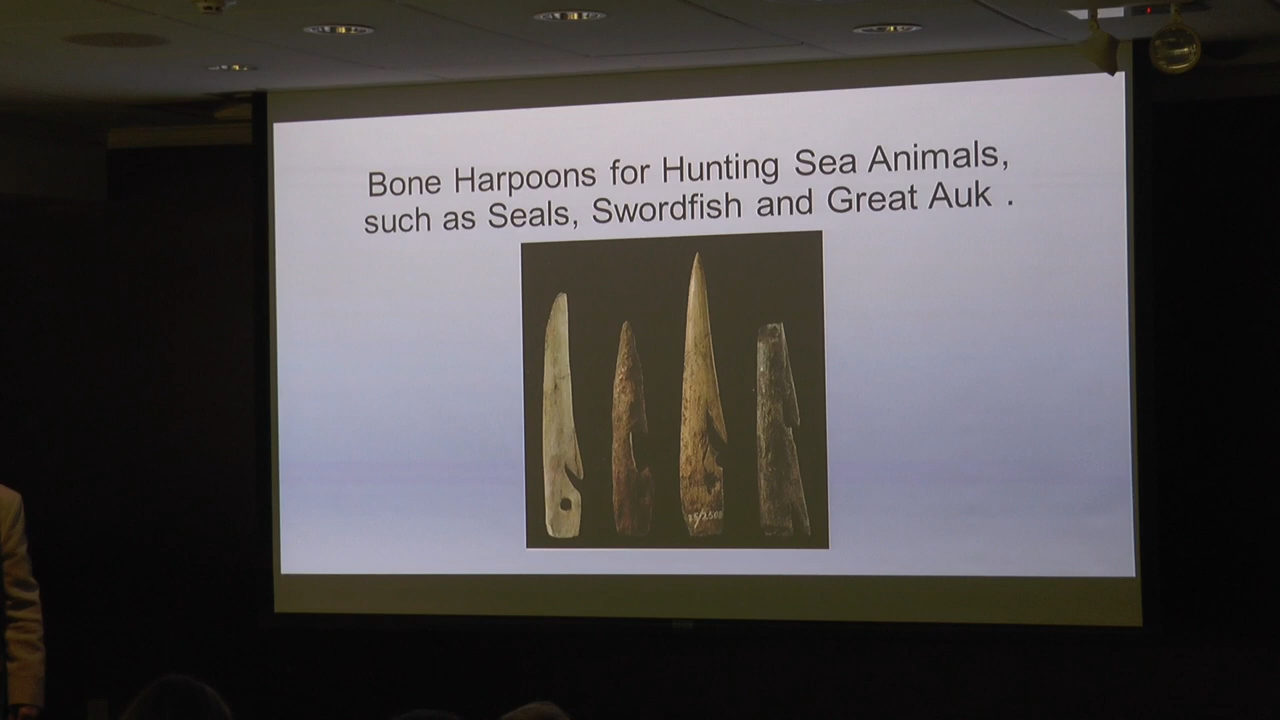 Bone Harpoons for Hunting Sea Animals,
such as Seals, Swordfish and Great Auk .